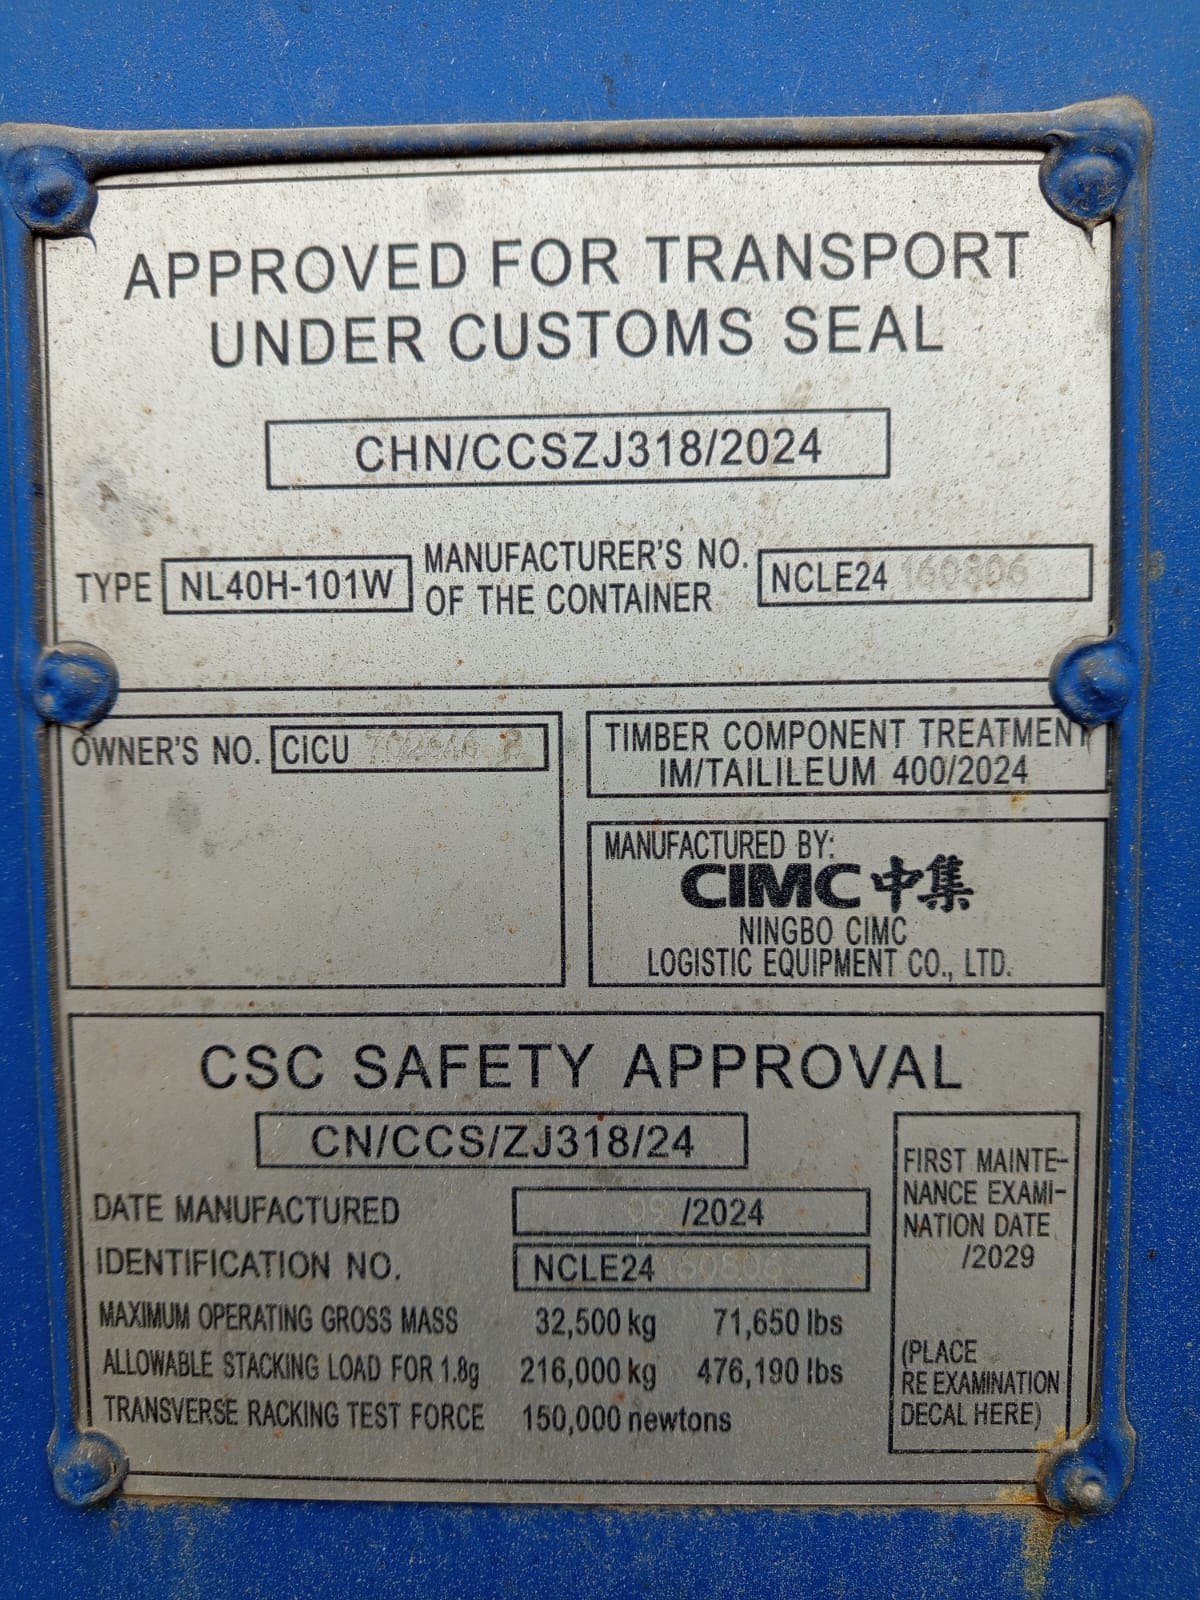 APPROVED FOR TRANSPORT
UNDER CUSTOMS SEAL
CHN/CCSZJ318/2024
TYPE NL40H-101W MANUFACTURER'S NO. OF THE CONTAINER NCLE24 160806
OWNER'S NO. CICU
TIMBER COMPONENT TREATMENT
IM/TAILILEUM 400/2024
MANUFACTURED BY:
CIMC 中集
NINGBO CIMC
LOGISTIC EQUIPMENT CO., LTD.
CSC SAFETY APPROVAL
CN/CCS/ZJ318/24
DATE MANUFACTURED 09 /2024
IDENTIFICATION NO. NCLE24 160806
MAXIMUM OPERATING GROSS MASS 32,500 kg 71,650 lbs
ALLOWABLE STACKING LOAD FOR 1.8g 216,000 kg 476,190 lbs
TRANSVERSE RACKING TEST FORCE 150,000 newtons
FIRST MAINTE-
NANCE EXAMI-
NATION DATE
/2029
(PLACE
RE EXAMINATION
DECAL HERE)